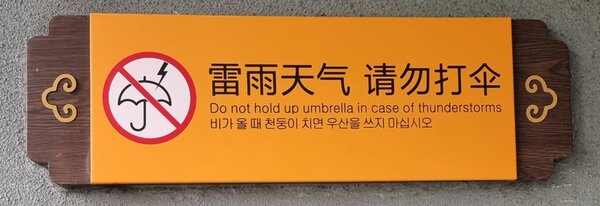 雷雨天气 请勿打伞
Do not hold up umbrella in case of thunderstorms
비가 올 때 천둥이 치면 우산을 쓰지 마십시오